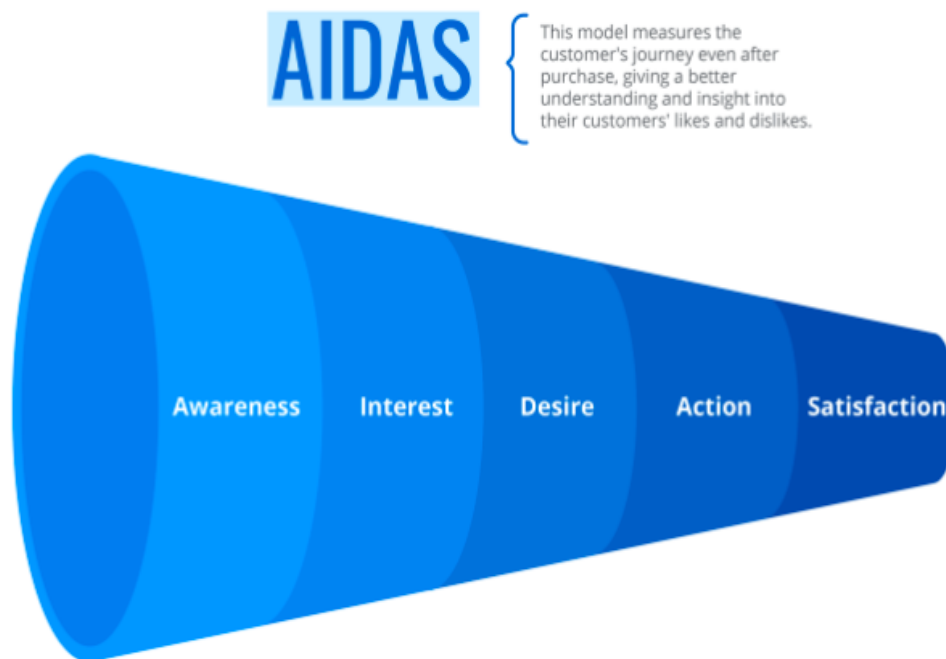 AIDAS
This model measures the
customer's journey even after
purchase, giving a better
understanding and insight into
their customers' likes and dislikes.
Awareness Interest Desire Action Satisfaction